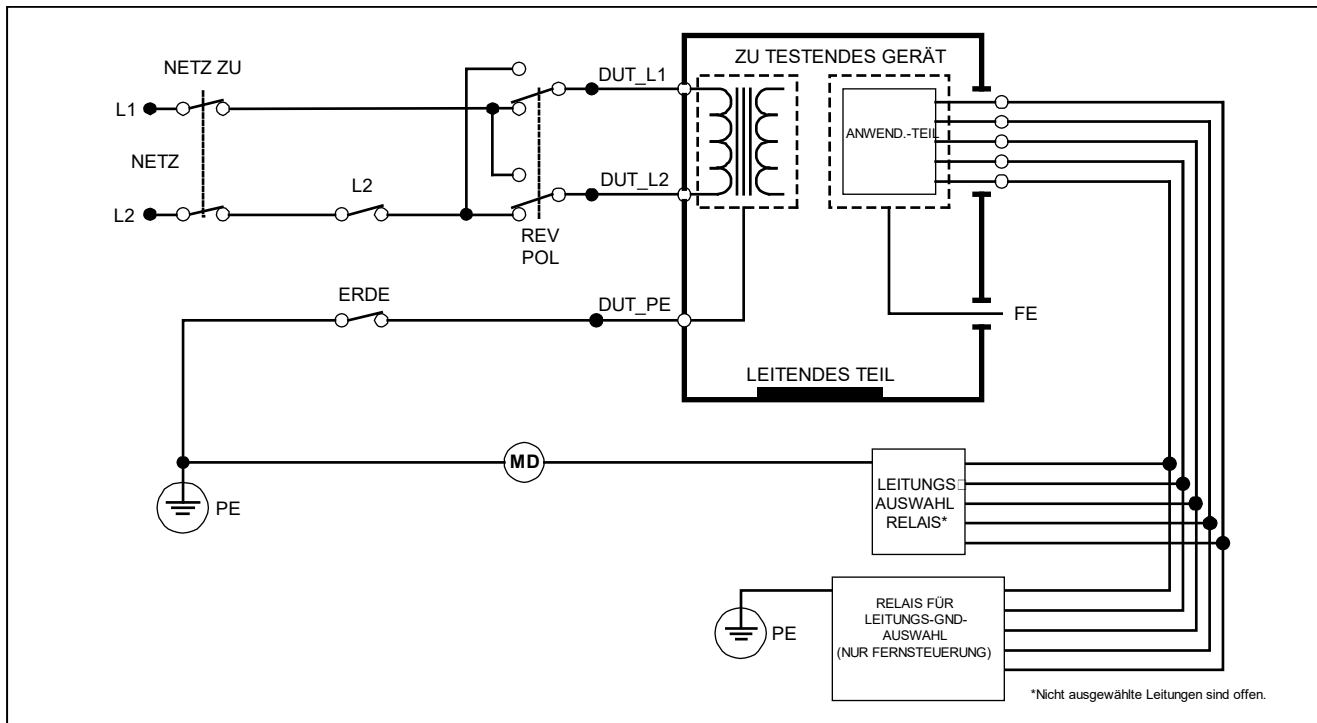 NETZ ZU
L1
NETZ
L2
L2
REV
POL
DUT_L1
DUT_L2
ZU TESTENDES GERÄT
ANWEND.-TEIL
ERDE
DUT_PE
FE
LEITENDES TEIL
MD
PE
LEITUNGS
AUSWAHL
RELAIS*
PE
RELAIS FÜR
LEITUNGS-GND-
AUSWAHL
(NUR FERNSTEUERUNG)
*Nicht ausgewählte Leitungen sind offen.